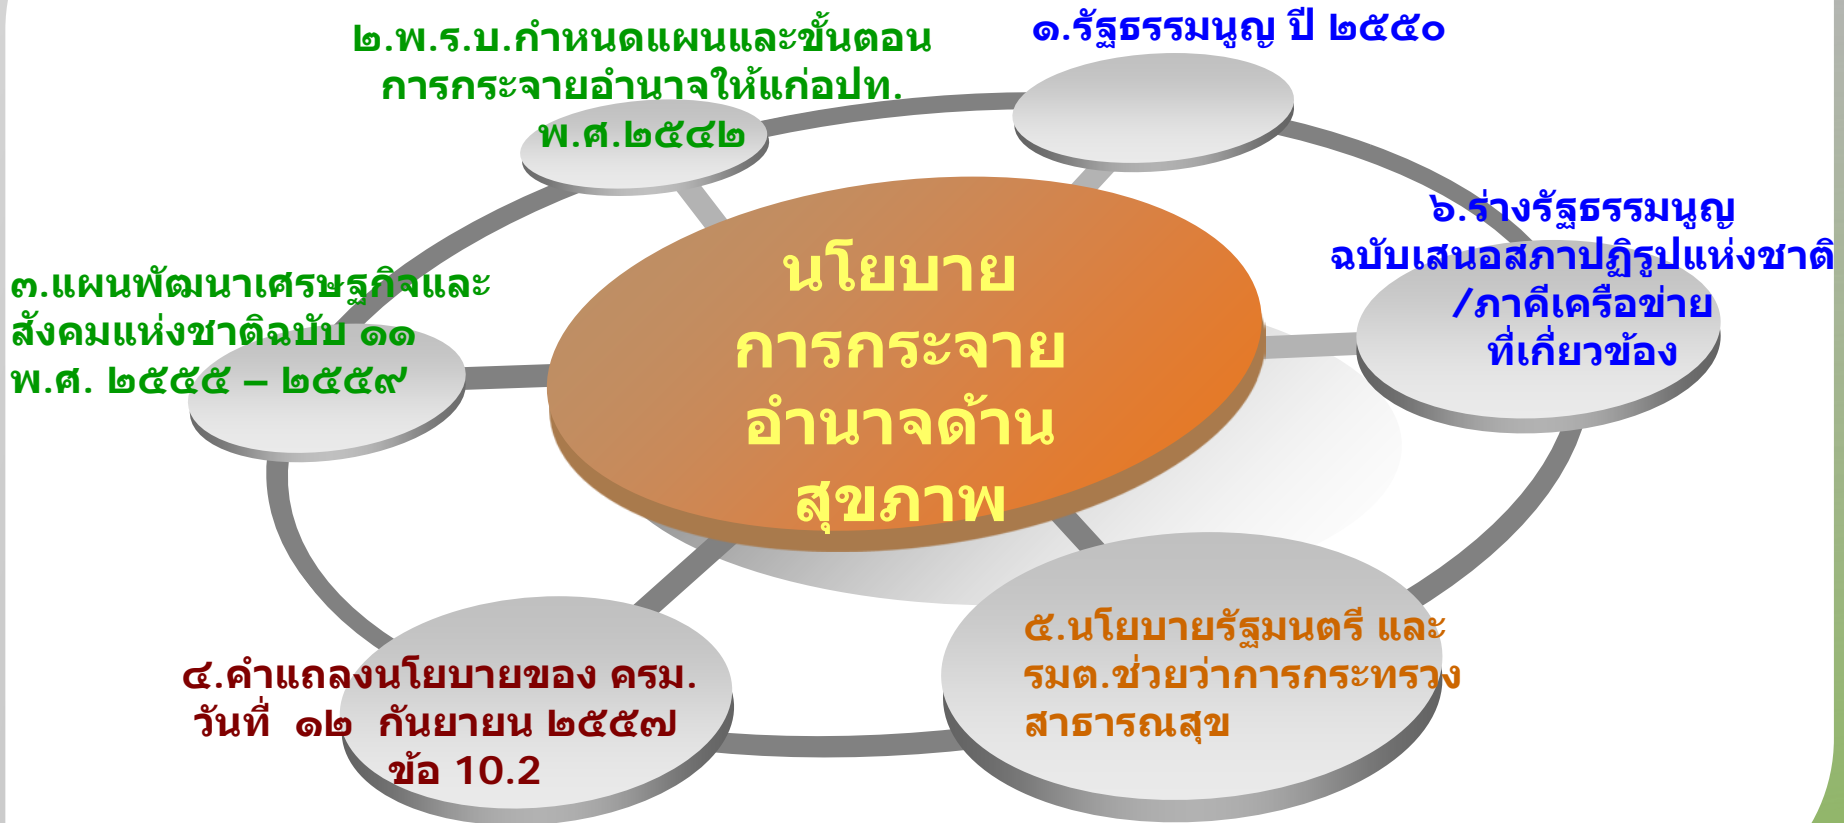 ๑.รัฐธรรมนูญ ปี ๒๕๕๐
๒.พ.ร.บ.กำหนดแผนและขั้นตอน
การกระจายอำนาจให้แก่อปท.
พ.ศ.๒๕๔๒
๓.แผนพัฒนาเศรษฐกิจและ
สังคมแห่งชาติฉบับ ๑๑
พ.ศ. ๒๕๕๕ – ๒๕๕๙
๔.คำแถลงนโยบายของ ครม.
วันที่ ๑๒ กันยายน ๒๕๕๗
ข้อ 10.2
๕.นโยบายรัฐมนตรี และ
รมต.ช่วยว่าการกระทรวง
สาธารณสุข
๖.ร่างรัฐธรรมนูญ
ฉบับเสนอสภาปฏิรูปแห่งชาติ
/ภาคีเครือข่าย
ที่เกี่ยวข้อง
นโยบาย
การกระจาย
อำนาจด้าน
สุขภาพ